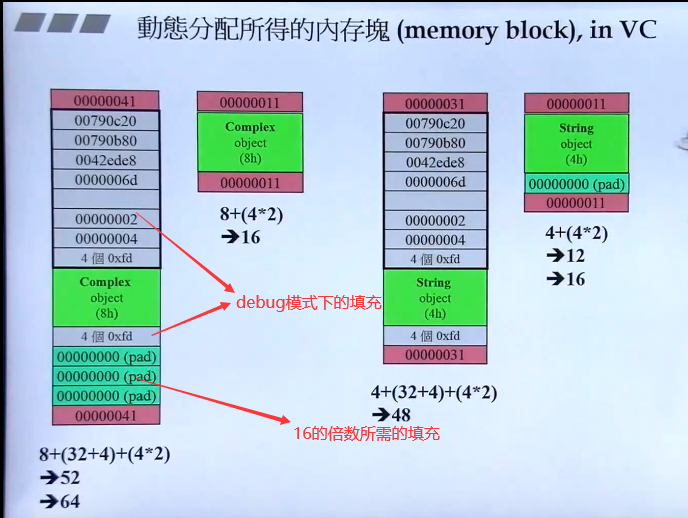 動態分配所得的內存塊 (memory block), in VC
00000041
00790c20
00790b80
0042ede8
0000006d
00000002
00000004
4 個 0xfd
Complex
object
(8h)
4 個 0xfd
00000000 (pad)
00000000 (pad)
00000000 (pad)
00000041
8+(32+4)+(4*2)
➔52
➔64
00000011
Complex
object
(8h)
00000011
8+(4*2)
➔16
debug模式下的填充
16的倍数所需的填充
00000031
00790c20
00790b80
0042ede8
0000006d
00000002
00000004
4 個 0xfd
String
object
(4h)
4 個 0xfd
00000031
4+(32+4)+(4*2)
➔48
00000011
String
object
(4h)
00000000 (pad)
00000011
4+(4*2)
➔12
➔16